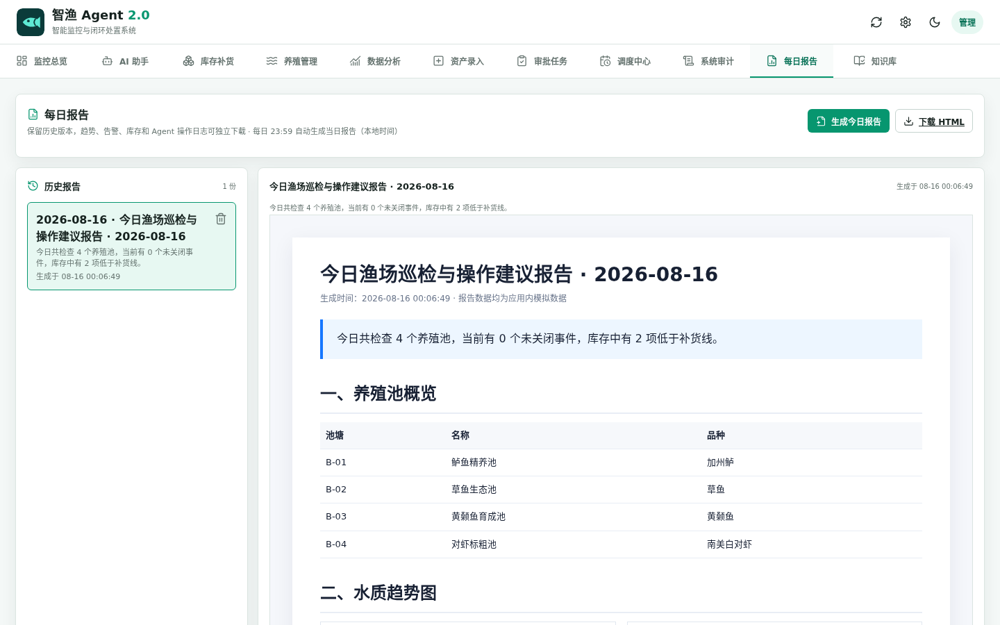 智渔 Agent 2.0
智能监控与闭环处置系统
管理
监控总览
AI 助手
库存补货
养殖管理
数据分析
资产录入
审批任务
调度中心
系统审计
每日报告
知识库
每日报告
保留历史版本，趋势、告警、库存和 Agent 操作日志可独立下载 · 每日 23:59 自动生成当日报告（本地时间）
生成今日报告
下载 HTML
历史报告
1 份
2026-08-16 · 今日渔场巡检与
操作建议报告 · 2026-08-16
今日共检查 4 个养殖池，当前有 0 个未关闭事
件，库存中有 2 项低于补货线。
生成于 08-16 00:06:49
今日渔场巡检与操作建议报告 · 2026-08-16
生成于 08-16 00:06:49
今日共检查 4 个养殖池，当前有 0 个未关闭事件，库存中有 2 项低于补货线。
今日渔场巡检与操作建议报告 · 2026-08-16
生成时间：2026-08-16 00:06:49 · 报告数据均为应用内模拟数据
今日共检查 4 个养殖池，当前有 0 个未关闭事件，库存中有 2 项低于补货线。
一、养殖池概览
池塘 名称 品种
B-01 鲈鱼精养池 加州鲈
B-02 草鱼生态池 草鱼
B-03 黄颡鱼育成池 黄颡鱼
B-04 对虾标粗池 南美白对虾
二、水质趋势图